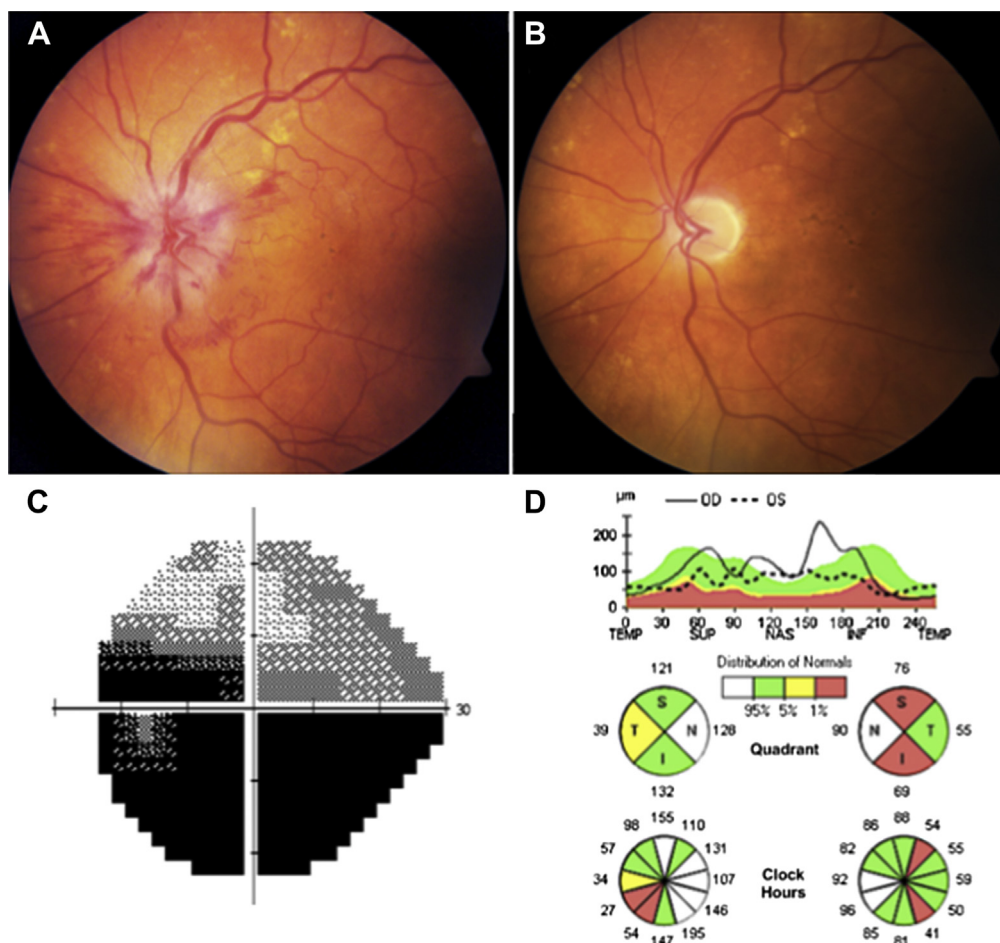 A
B
C
30
D
µm
OD
OS
200
100
0
0 30 60 90 120 150 180 210 240
TEMP SUP NAS INF TEMP
Distribution of Normals
95% 5% 1%
121
76
S
S
39 T N 128
90 N T 55
I
I
Quadrant
132
69
155
88
98 110
86 54
57 131
82 55
34 107
92 59
Clock
Hours
27 146
96 50
54 195
85 41
147
81